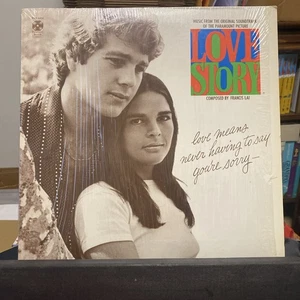 MUSIC FROM THE ORIGINAL SOUNDTRACK
OF THE PARAMOUNT PICTURE
LOVE
STORY
COMPOSED BY FRANCIS LAI
love means
never having to say
you're sorry—